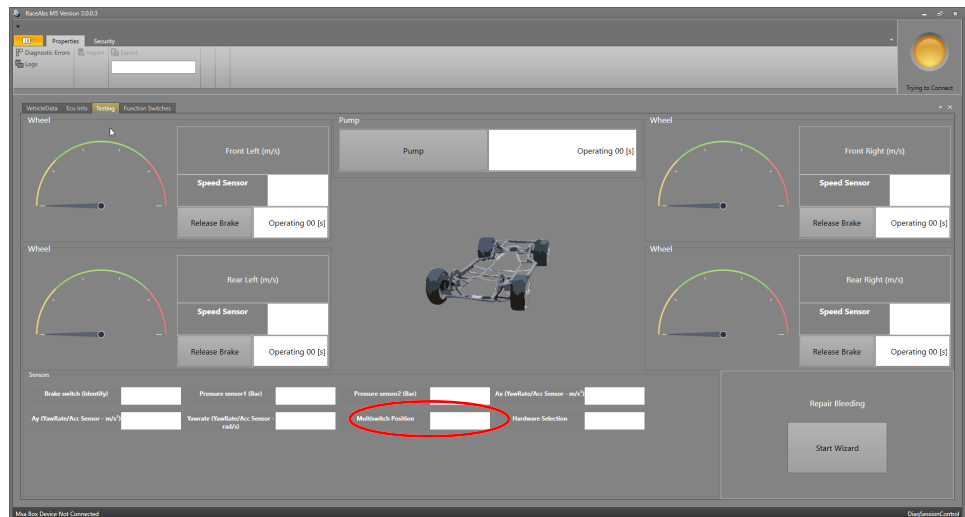 RaceAbs M5 Version 3.0.0.3
Properties Security
Diagnostic Errors Import Export
Logs
Trying to Connect
VehicleData Ecu Info Testing Function Switches
Wheel
Front Left (m/s)
Speed Sensor
Release Brake Operating 00 [s]
Pump
Pump Operating 00 [s]
Wheel
Front Right (m/s)
Speed Sensor
Release Brake Operating 00 [s]
Wheel
Rear Left (m/s)
Speed Sensor
Release Brake Operating 00 [s]
Wheel
Rear Right (m/s)
Speed Sensor
Release Brake Operating 00 [s]
Sensors
Brake switch (Identify) Pressure sensor1 (Bar) Pressure sensor2 (Bar) Ax (YawRate/Acc Sensor - m/s²)
Ay (YawRate/Acc Sensor - m/s²) Yawrate (YawRate/Acc Sensor - rad/s) Multiswitch Position Hardware Selection
Repair Bleeding
Start Wizard
Msa Box Device Not Connected DiagSessionControl